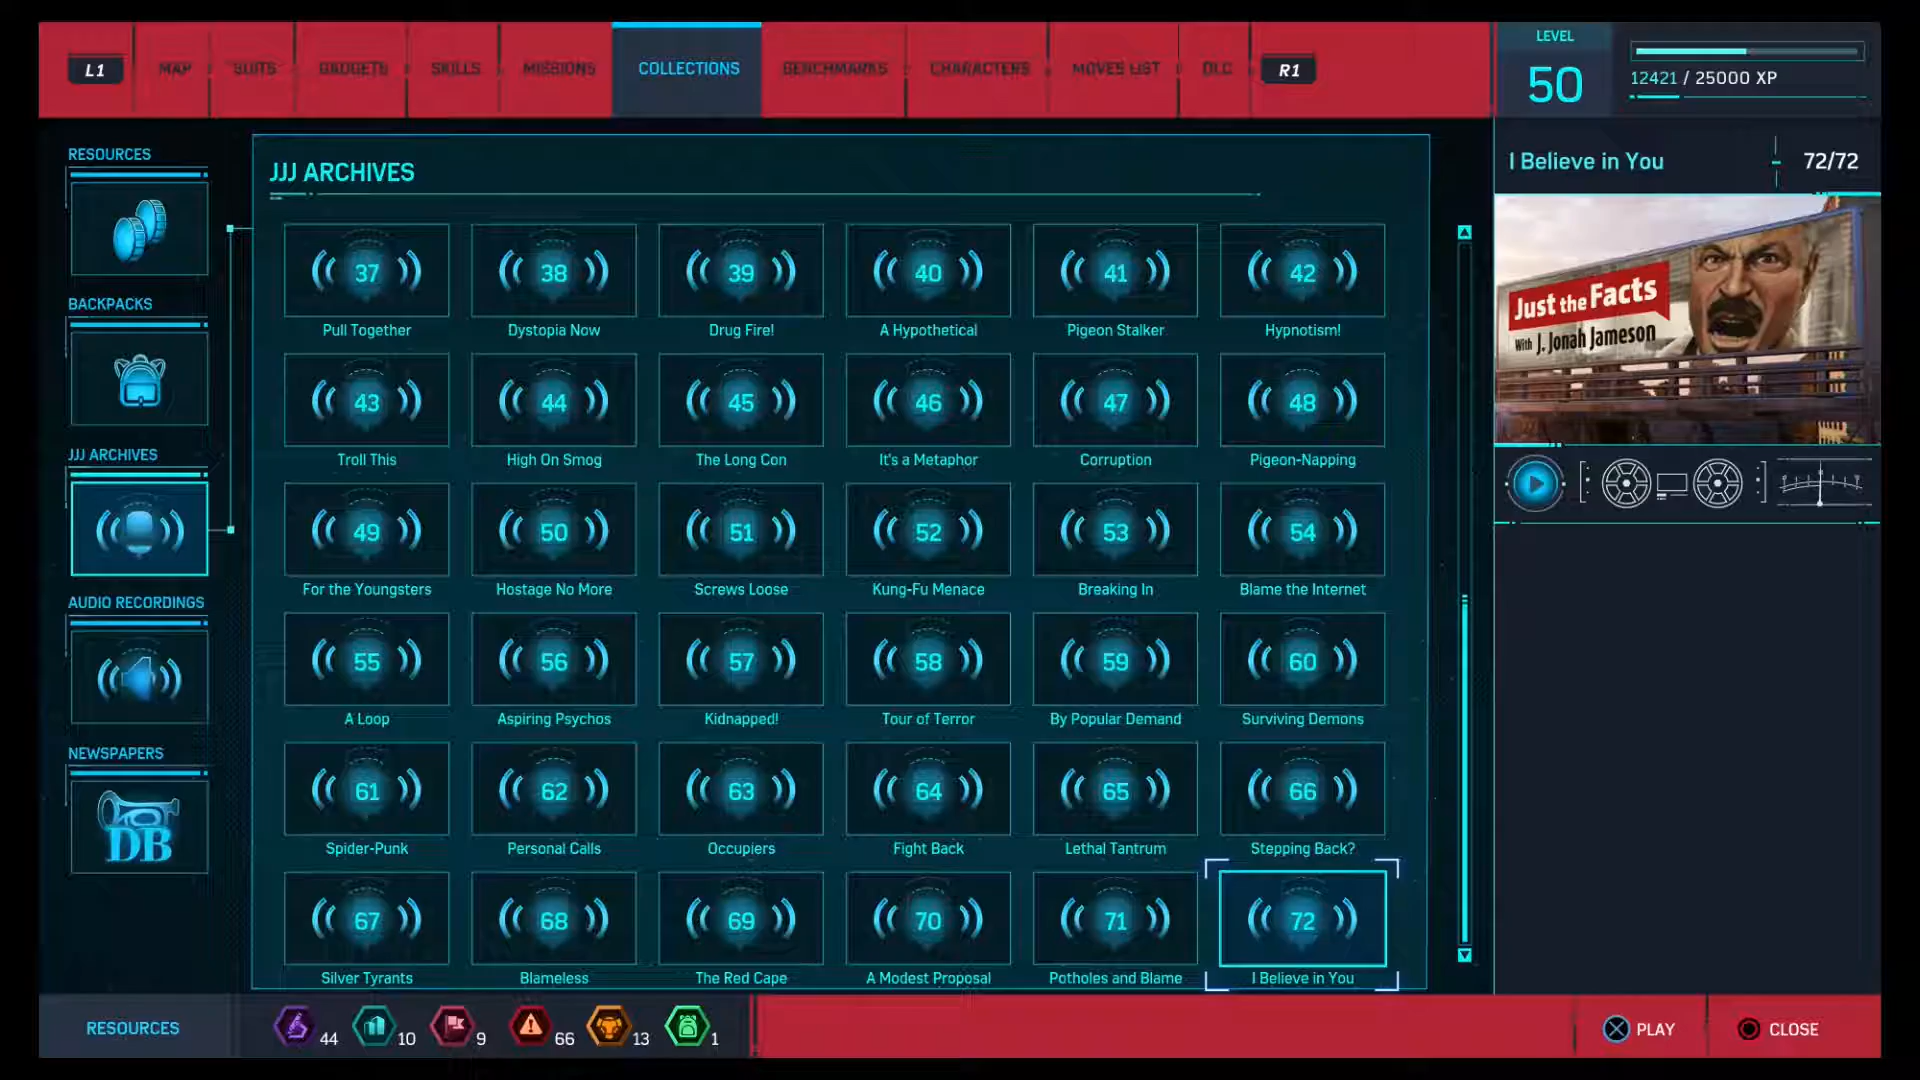 L1
MAP
SUITS
GADGETS
SKILLS
MISSIONS
COLLECTIONS
BENCHMARKS
CHARACTERS
MOVES LIST
DLC
R1
LEVEL
50
12421 / 25000 XP
RESOURCES
BACKPACKS
JJJ ARCHIVES
AUDIO RECORDINGS
NEWSPAPERS
DB
JJJ ARCHIVES
37 38 39 40 41 42
Pull Together Dystopia Now Drug Fire! A Hypothetical Pigeon Stalker Hypnotism!
43 44 45 46 47 48
Troll This High On Smog The Long Con It's a Metaphor Corruption Pigeon-Napping
49 50 51 52 53 54
For the Youngsters Hostage No More Screws Loose Kung-Fu Menace Breaking In Blame the Internet
55 56 57 58 59 60
A Loop Aspiring Psychos Kidnapped! Tour of Terror By Popular Demand Surviving Demons
61 62 63 64 65 66
Spider-Punk Personal Calls Occupiers Fight Back Lethal Tantrum Stepping Back?
67 68 69 70 71 72
Silver Tyrants Blameless The Red Cape A Modest Proposal Potholes and Blame I Believe in You
I Believe in You 72/72
Just the Facts
With J. Jonah Jameson
RESOURCES 44 10 9 66 13 1
PLAY CLOSE